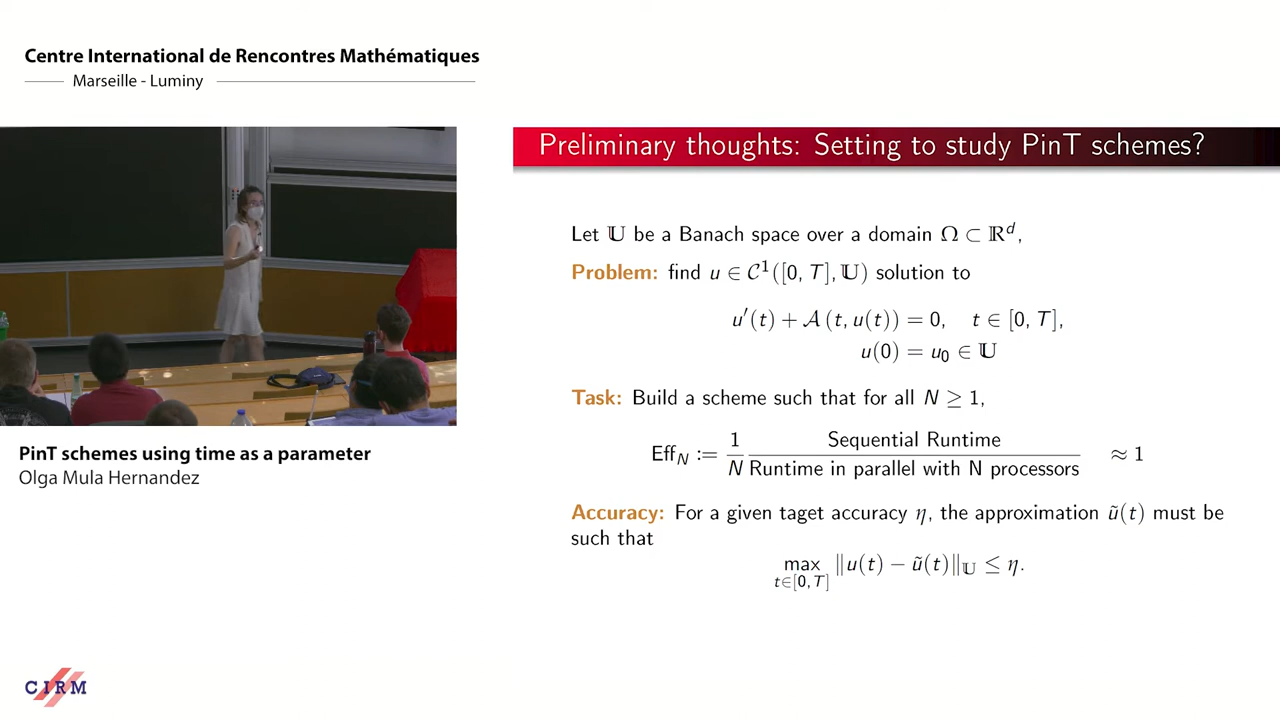 Centre International de Rencontres Mathématiques
Marseille - Luminy
Preliminary thoughts: Setting to study PinT schemes?
Let 𝕌 be a Banach space over a domain Ω ⊂ ℝ^d,
Problem: find u ∈ 𝒞¹([0, T], 𝕌) solution to
u′(t) + 𝒜 (t, u(t)) = 0, t ∈ [0, T],
u(0) = u₀ ∈ 𝕌
Task: Build a scheme such that for all N ≥ 1,
Eff_N := 1/N Sequential Runtime / Runtime in parallel with N processors ≈ 1
Accuracy: For a given taget accuracy η, the approximation ũ(t) must be
such that
max t∈[0,T] ‖u(t) − ũ(t)‖_𝕌 ≤ η.
PinT schemes using time as a parameter
Olga Mula Hernandez
CIRM